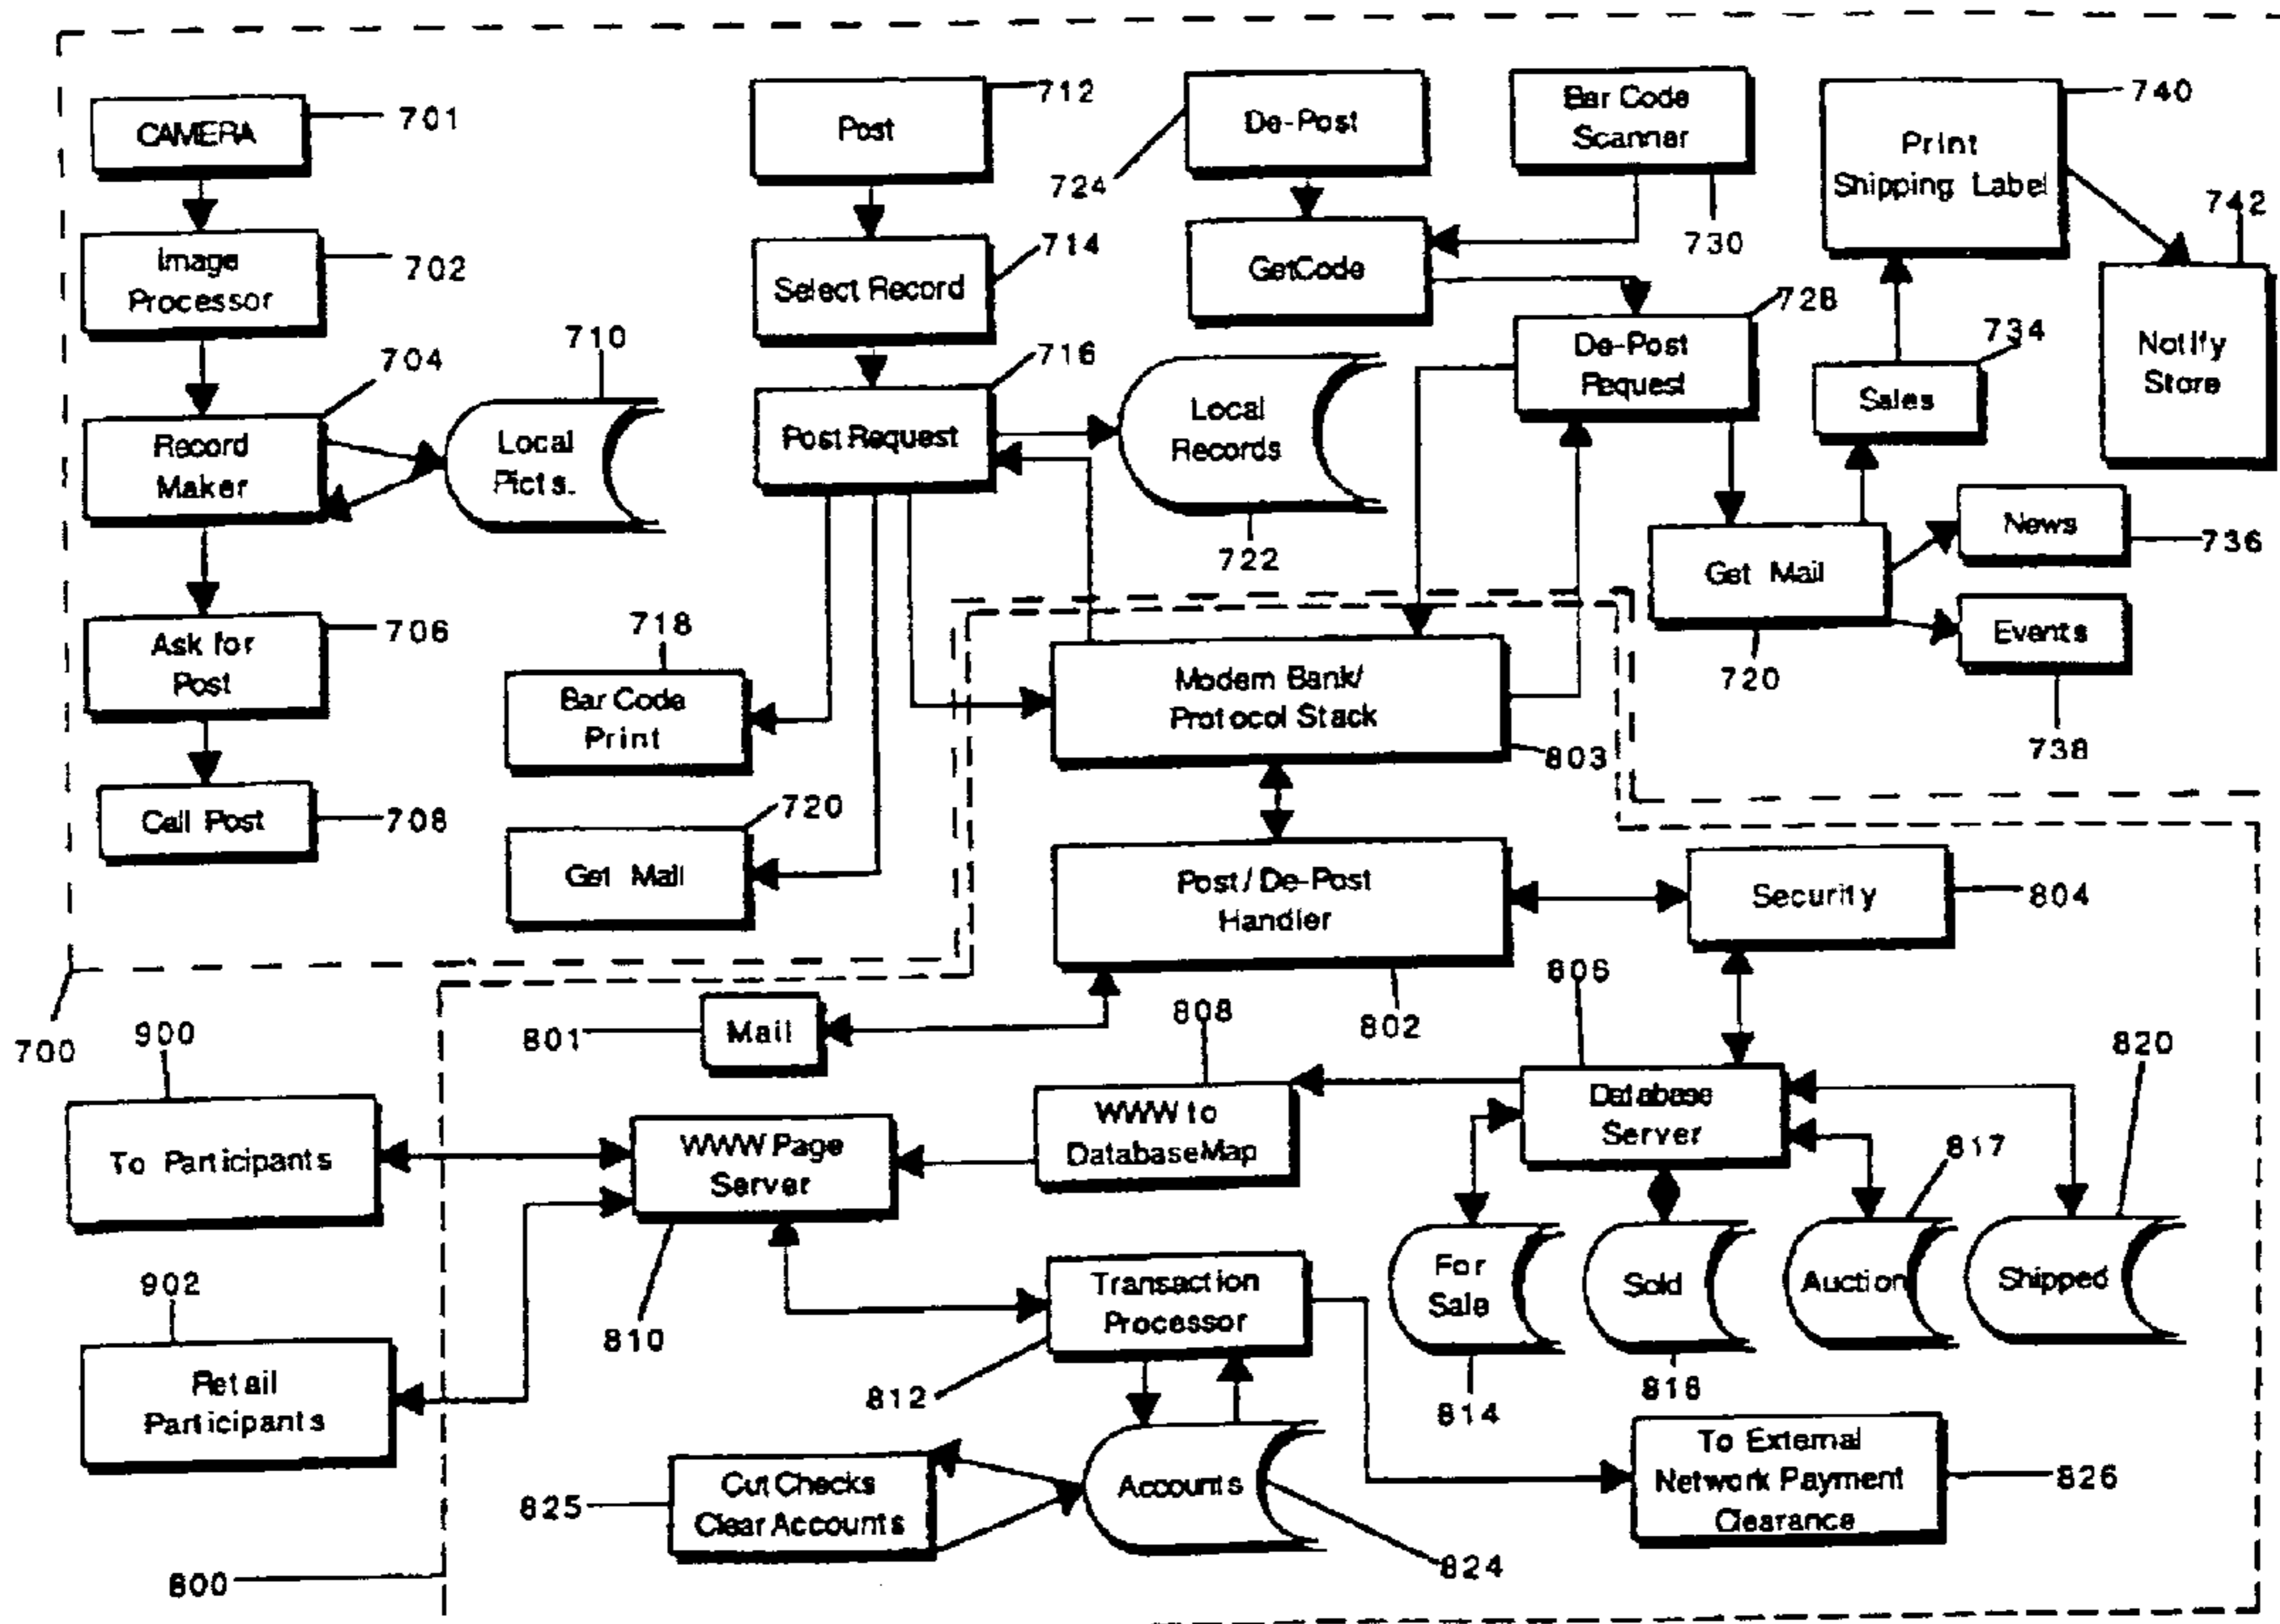 CAMERA
701
Image
Processor
702
Record
Maker
704
Local
Picts.
710
Ask for
Post
706
Call Post
708
Post
712
Select Record
714
Post Request
716
Bar Code
Print
718
Get Mail
720
De-Post
724
GetCode
Bar Code
Scanner
730
Local
Records
722
De-Post
Request
728
Print
Shipping Label
740
Notify
Store
742
Sales
734
Get Mail
720
News
736
Events
738
Modem Bank/
Protocol Stack
803
Post/De-Post
Handler
802
Security
804
700
Mail
801
WWW to
DatabaseMap
808
Database
Server
806
820
To Participants
900
WWW Page
Server
810
Retail
Participants
902
Transaction
Processor
812
For
Sale
814
Sold
818
Auction
817
Shipped
Cut Checks
Clear Accounts
825
Accounts
824
To External
Network Payment
Clearance
826
800